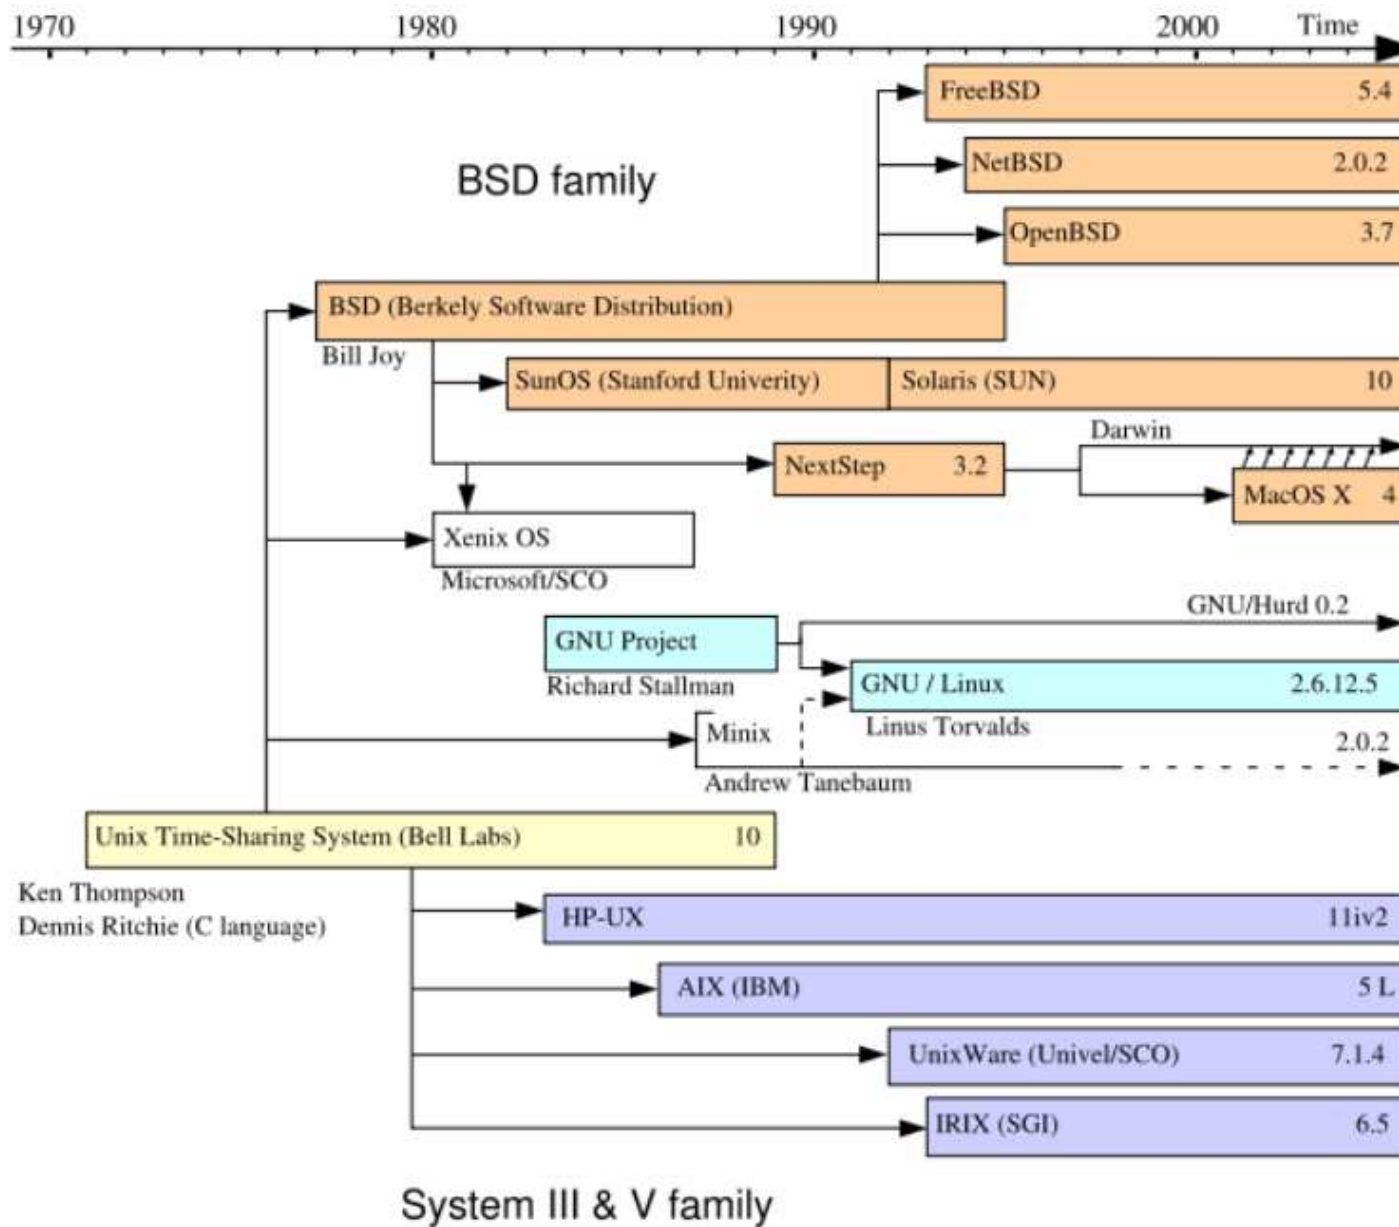 1970 1980 1990 2000 Time
FreeBSD 5.4
NetBSD 2.0.2
BSD family
OpenBSD 3.7
BSD (Berkely Software Distribution)
Bill Joy
SunOS (Stanford Univerity) Solaris (SUN) 10
Darwin
NextStep 3.2
MacOS X 4
Xenix OS
Microsoft/SCO
GNU/Hurd 0.2
GNU Project
Richard Stallman
GNU / Linux 2.6.12.5
Linus Torvalds
Minix 2.0.2
Andrew Tanebaum
Unix Time-Sharing System (Bell Labs) 10
Ken Thompson
Dennis Ritchie (C language)
HP-UX 11iv2
AIX (IBM) 5 L
UnixWare (Univel/SCO) 7.1.4
IRIX (SGI) 6.5
System III & V family